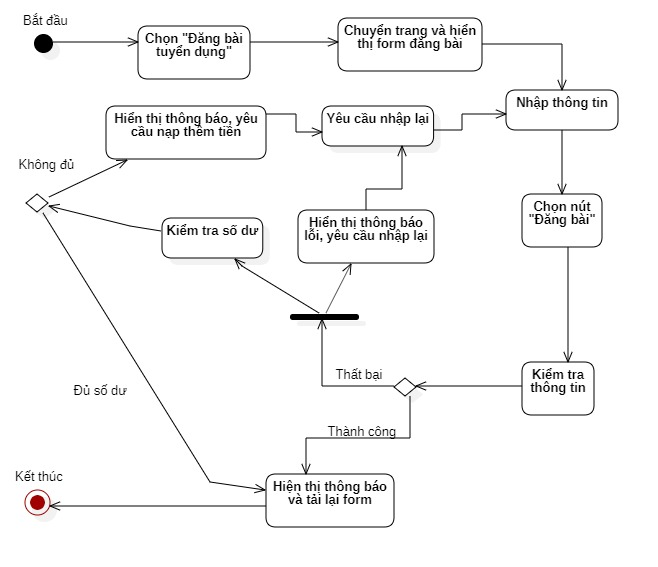 Bắt đầu
Chọn "Đăng bài
tuyển dụng"
Chuyển trang và hiển
thị form đăng bài
Nhập thông tin
Hiển thị thông báo, yêu
cầu nạp thêm tiền
Yêu cầu nhập lại
Không đủ
Kiểm tra số dư
Hiển thị thông báo
lỗi, yêu cầu nhập lại
Chọn nút
"Đăng bài"
Thất bại
Kiểm tra
thông tin
Đủ số dư
Thành công
Kết thúc
Hiện thị thông báo
và tải lại form